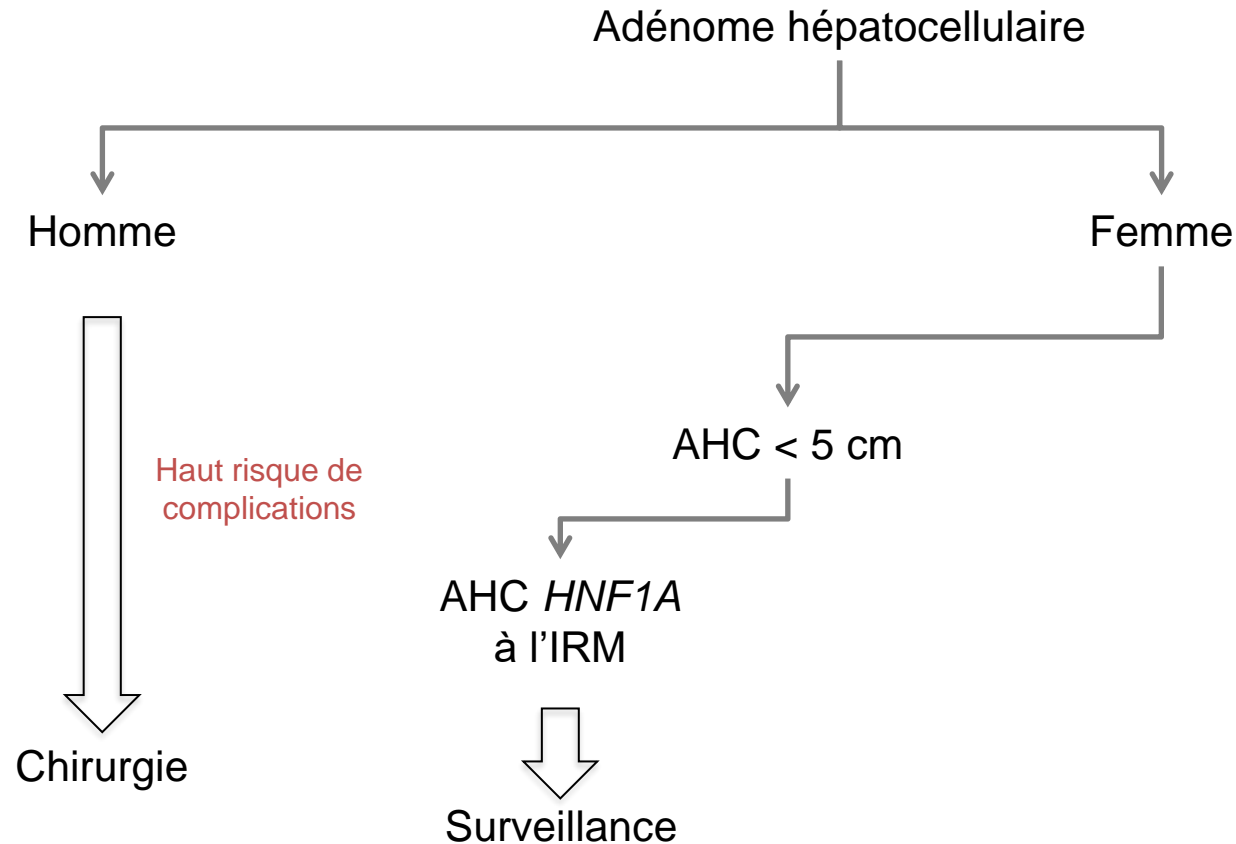 Adénome hépatocellulaire
Homme
Femme
AHC < 5 cm
Haut risque de
complications
AHC HNF1A
à l’IRM
Chirurgie
Surveillance